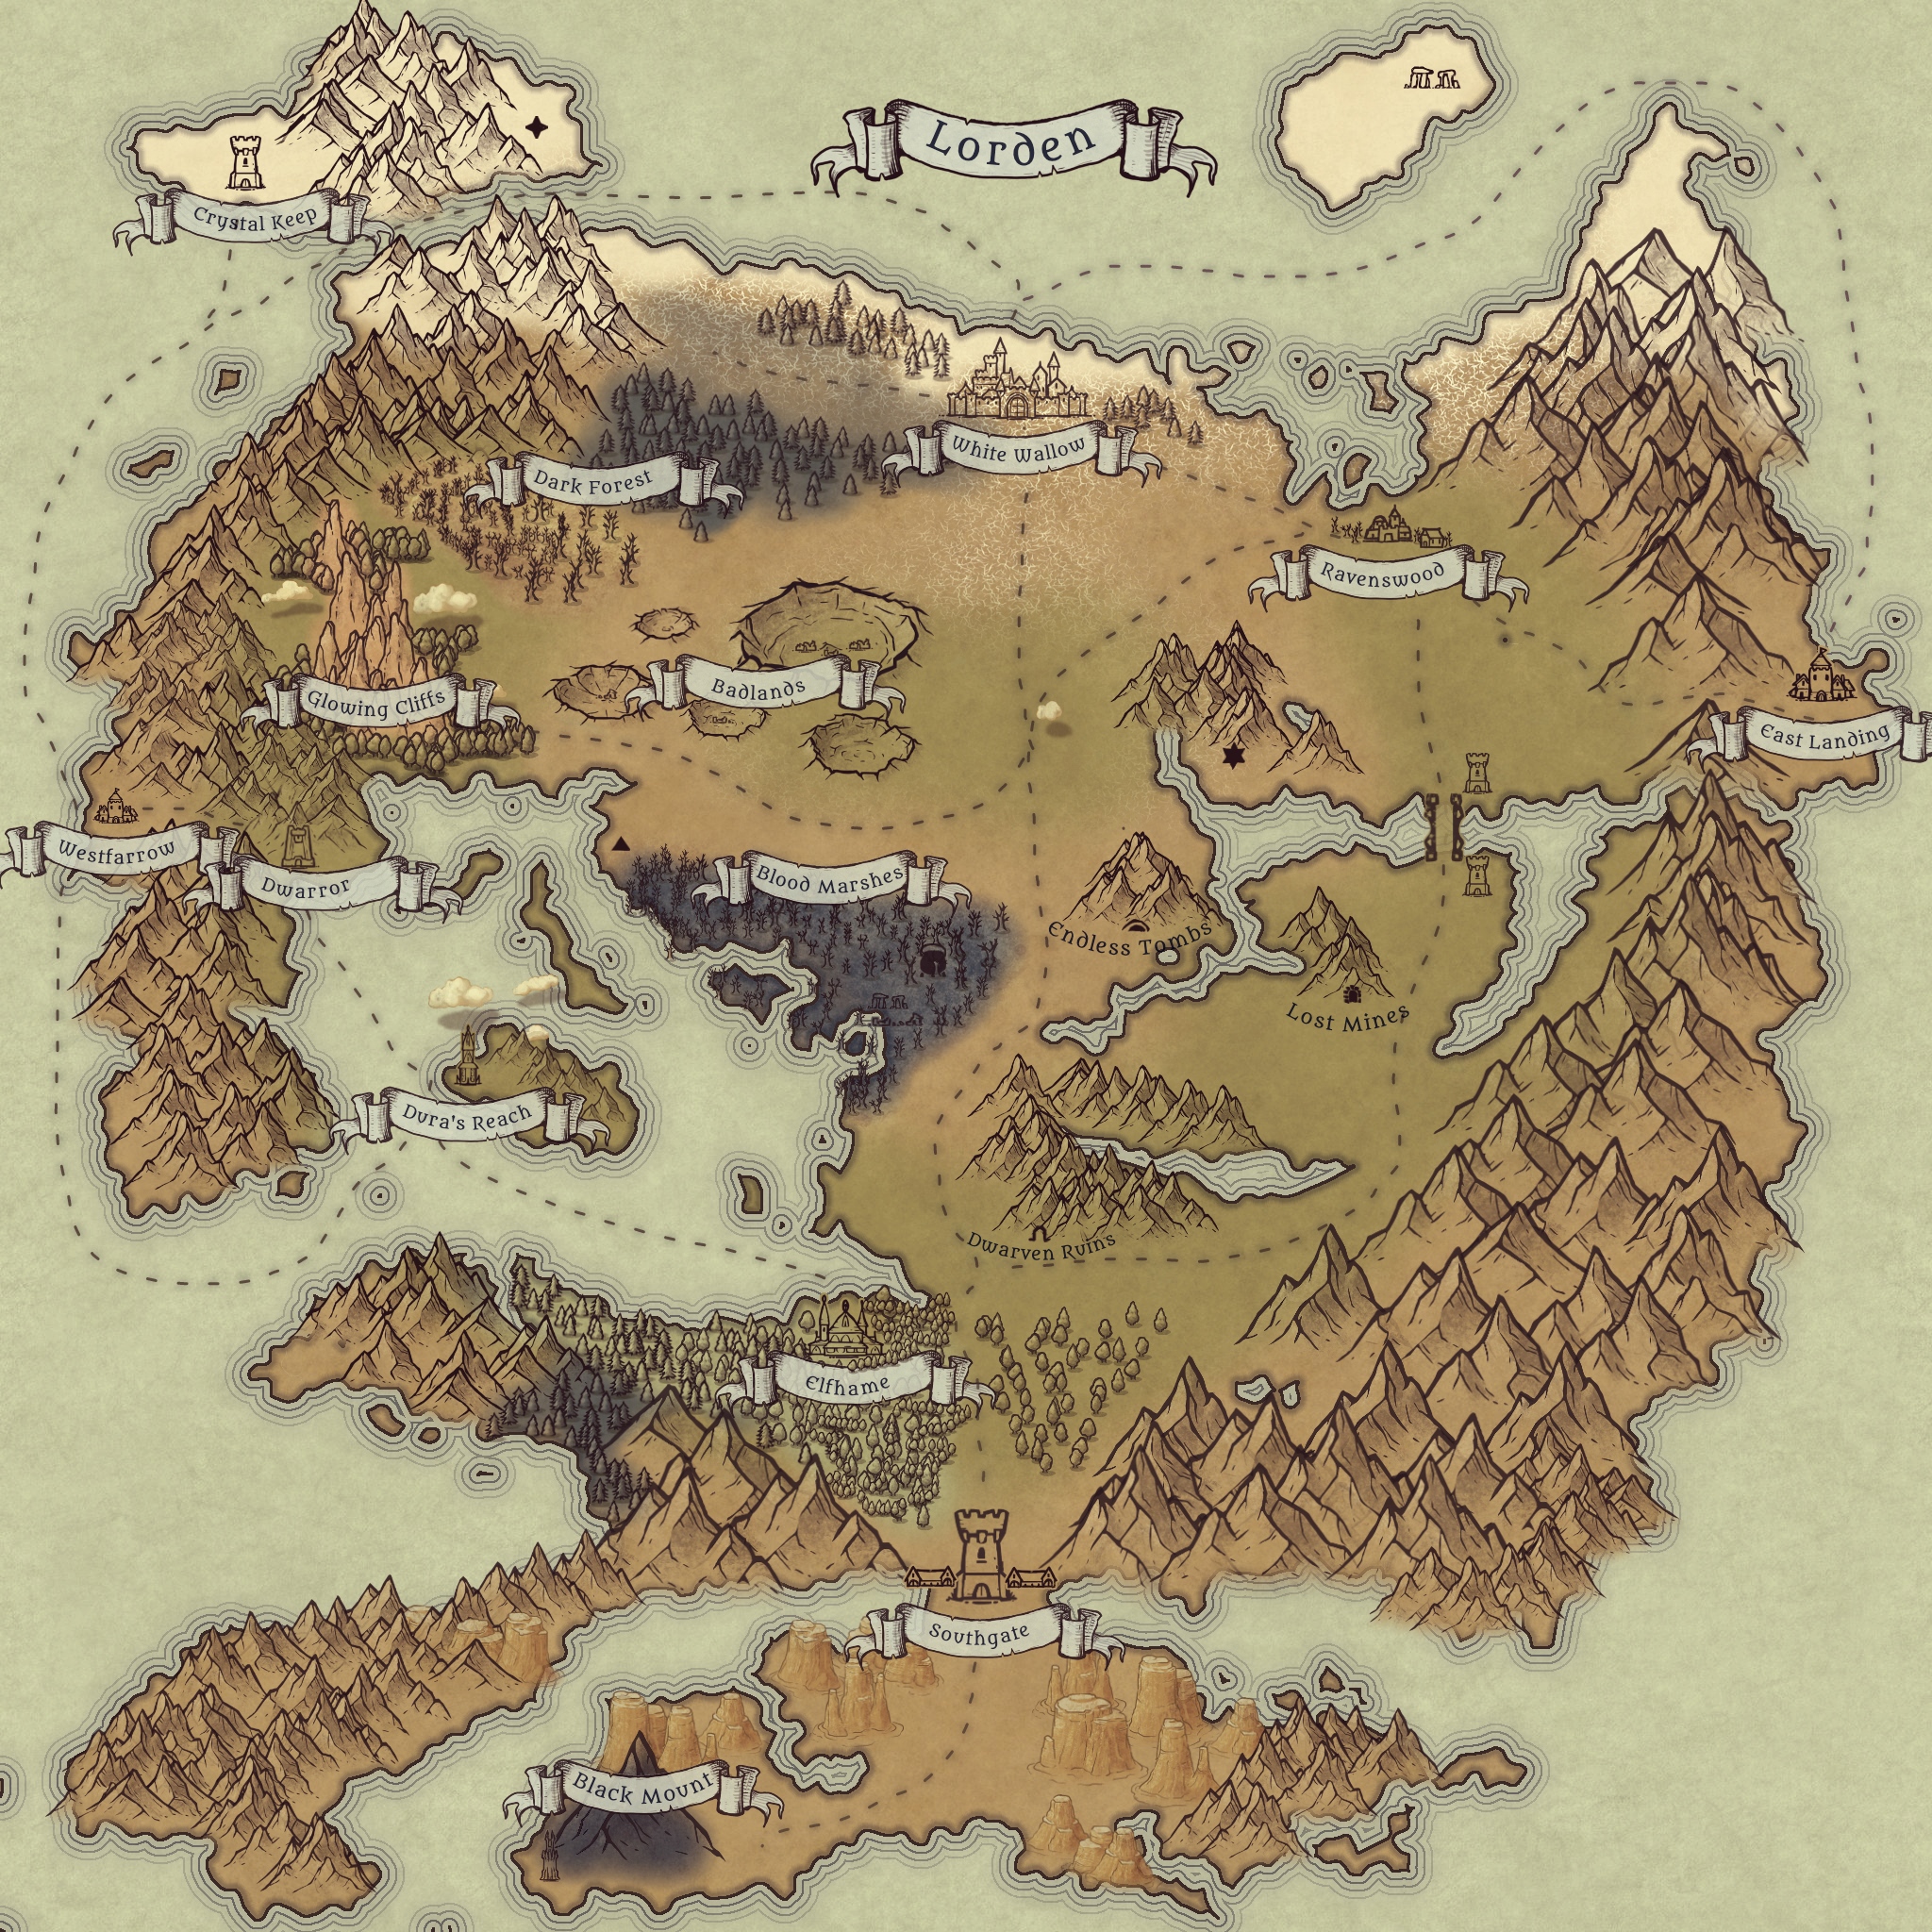 Lorden
Crystal Keep
White Wallow
Dark Forest
Ravenswood
Badlands
Glowing Cliffs
East Landing
Westfarrow
Dwarror
Blood Marshes
Endless Tombs
Lost Mines
Dura's Reach
Dwarven Ruins
Elfhame
Southgate
Black Mount